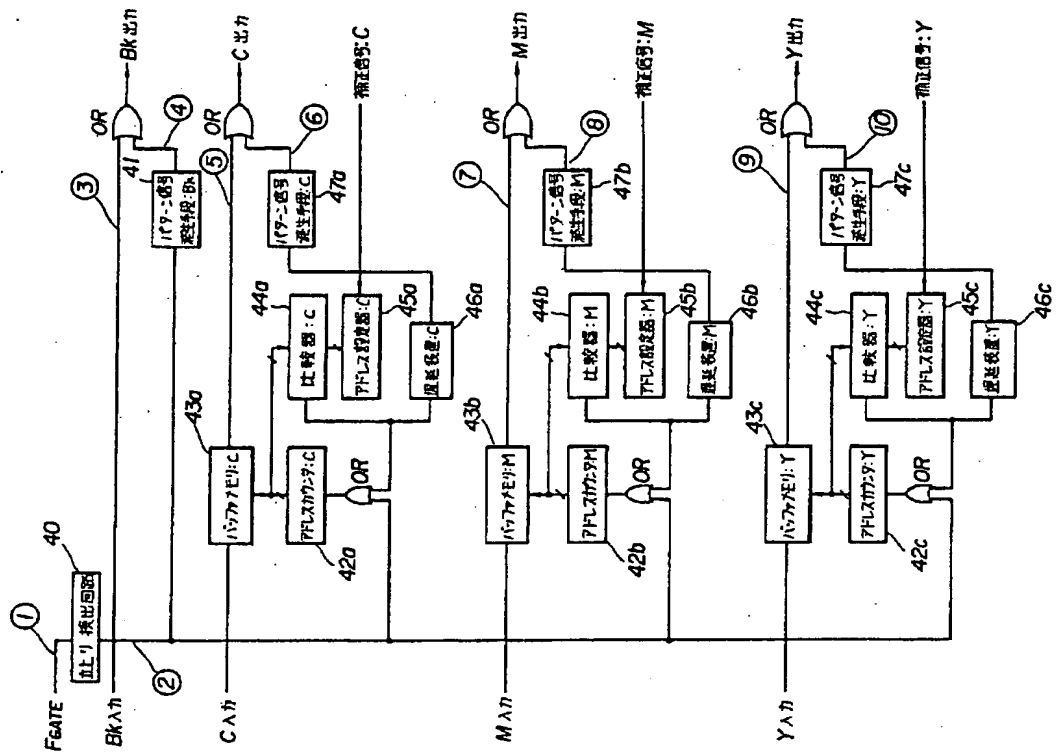 FGATE
①
40
立上り検出回路
②
Bk入力
③
Bk出力
OR
④
41
パターン信号
発生手段:Bk
C入力
43a
バッファメモリ:C
⑤
OR
C出力
⑥
パターン信号
発生手段:C
47a
44a
比較器:C
補正信号:C
アドレス設定器:C
45a
アドレスカウンタ:C
42a
OR
遅延装置:C
46a
M入力
43b
バッファメモリ:M
⑦
OR
M出力
⑧
パターン信号
発生手段:M
47b
44b
比較器:M
補正信号:M
アドレス設定器:M
45b
アドレスカウンタ:M
42b
OR
遅延装置:M
46b
Y入力
43c
バッファメモリ:Y
⑨
OR
Y出力
⑩
パターン信号
発生手段:Y
47c
44c
比較器:Y
補正信号:Y
アドレス設定器:Y
45c
アドレスカウンタ:Y
42c
OR
遅延装置:Y
46c